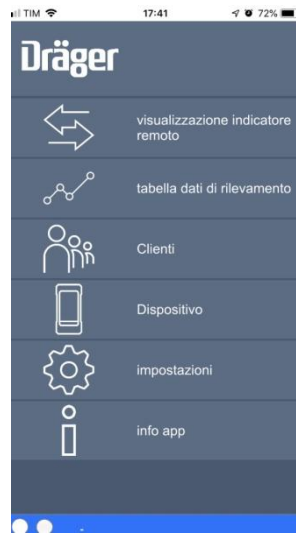 TIM 17:41 72%
Dräger
visualizzazione indicatore
remoto
tabella dati di rilevamento
Clienti
Dispositivo
impostazioni
info app